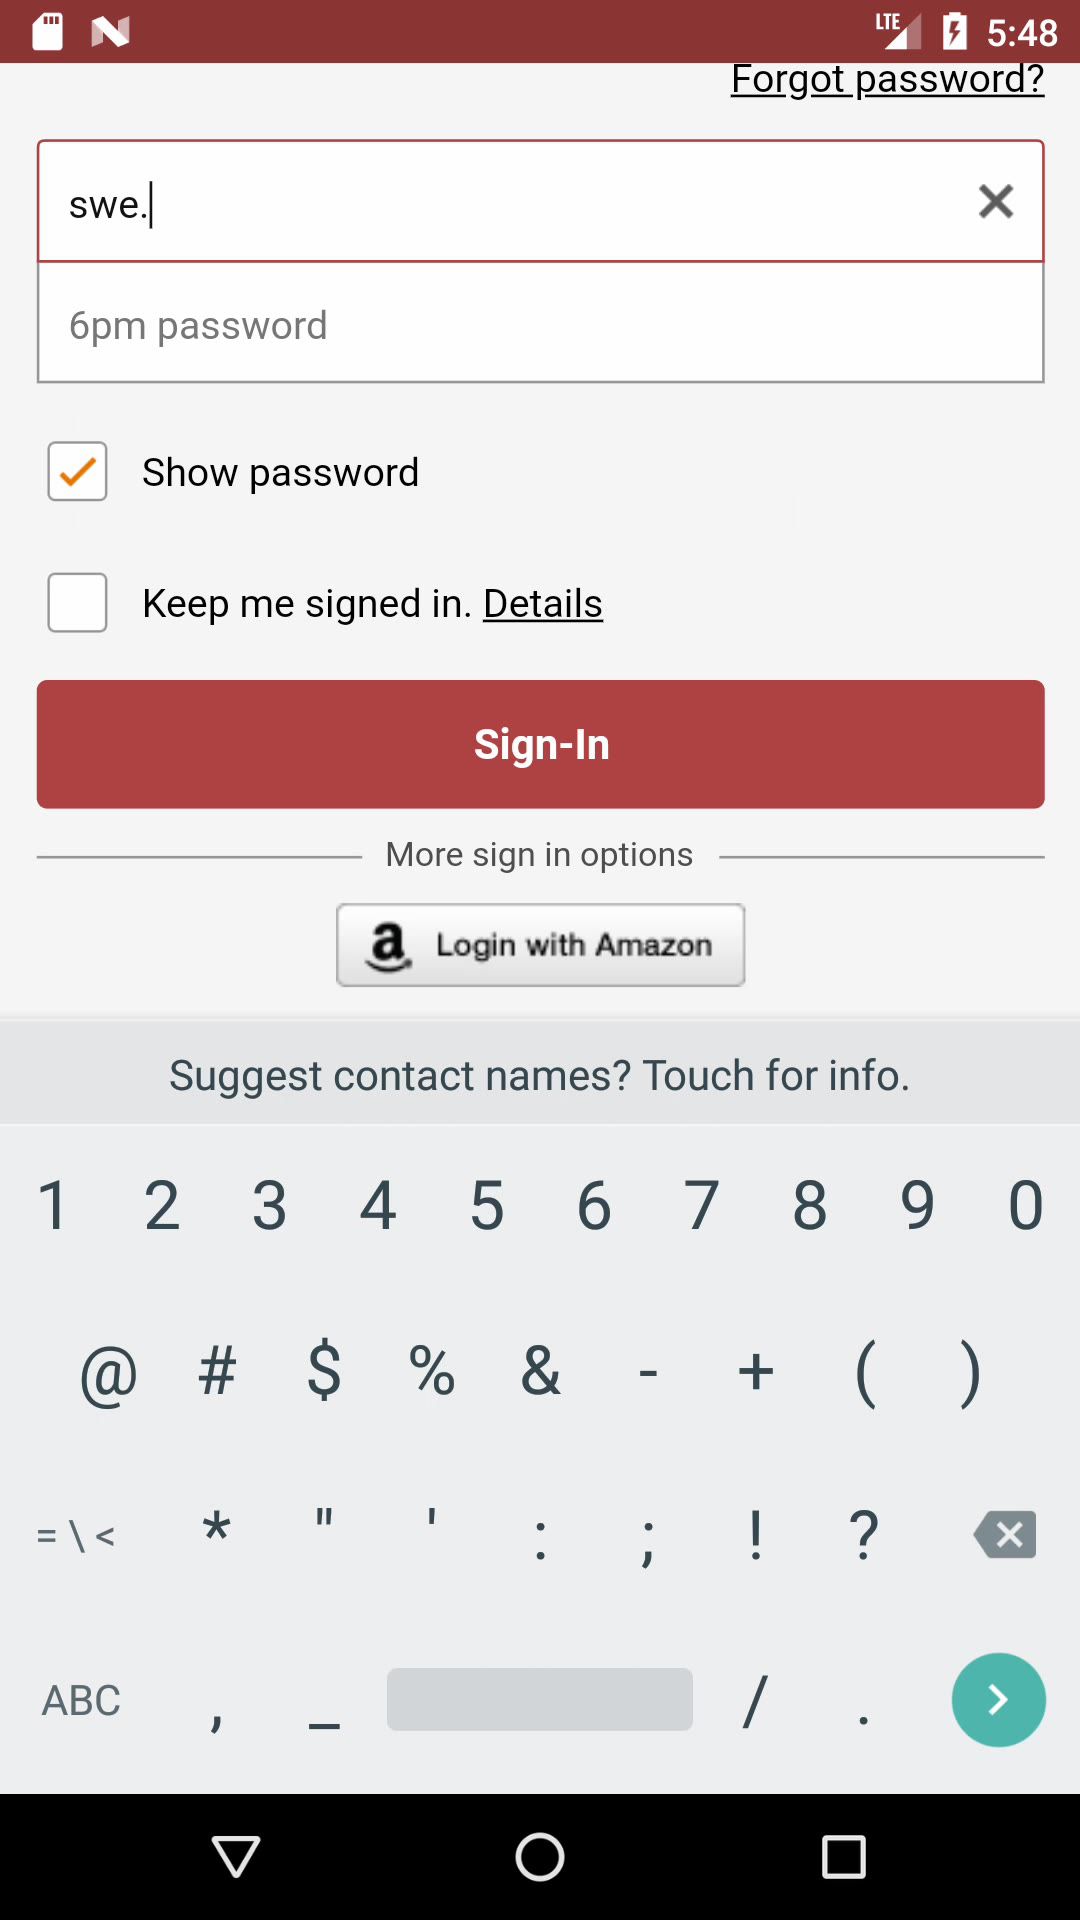 LTE 5:48
Forgot password?
swe.
6pm password
Show password
Keep me signed in. Details
Sign-In
More sign in options
a Login with Amazon
Suggest contact names? Touch for info.
1 2 3 4 5 6 7 8 9 0
@ # $ % & - + ( )
= \ < * " ' : ; ! ?
ABC , _ / .